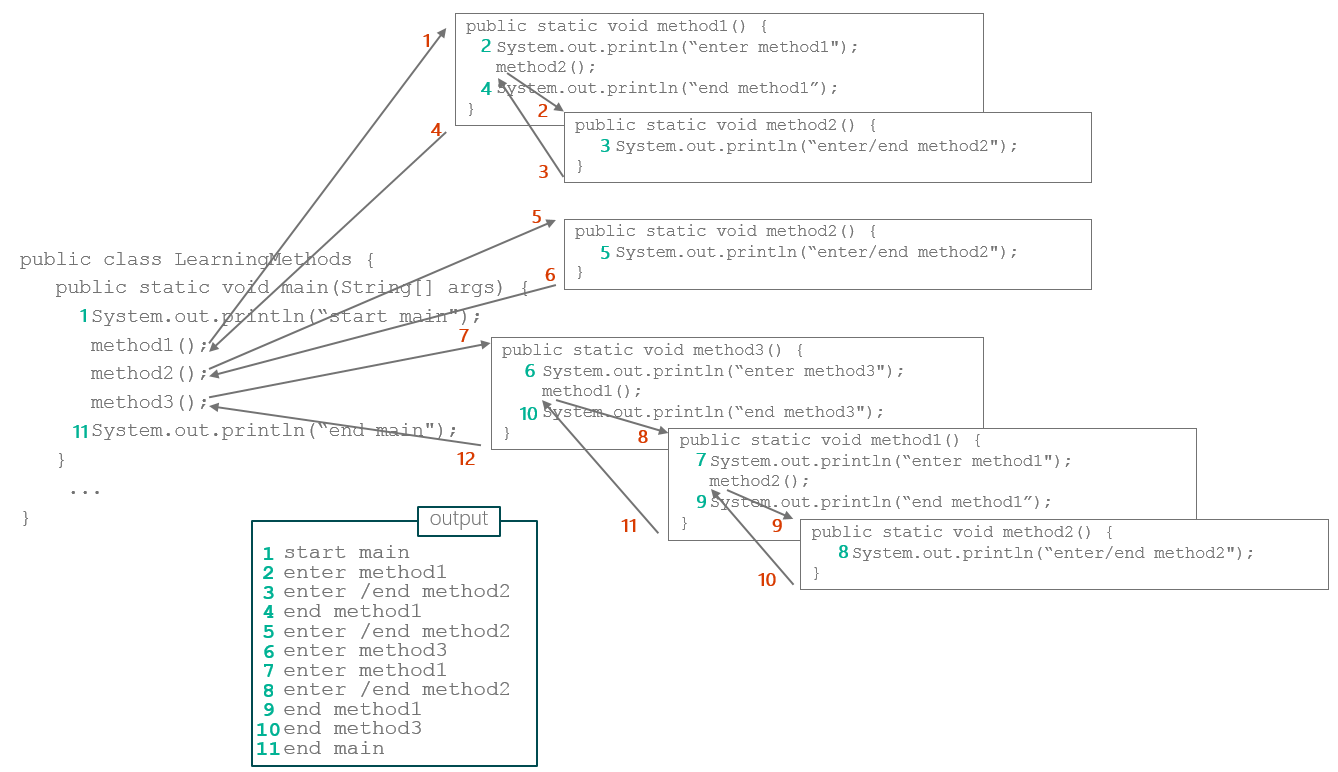 1
public static void method1() {
2 System.out.println(“enter method1");
method2();
4 System.out.println(“end method1”);
}
2
4
public static void method2() {
3 System.out.println(“enter/end method2");
}
3
5
public static void method2() {
5 System.out.println(“enter/end method2");
}
6
public class LearningMethods {
public static void main(String[] args) {
1 System.out.println(“start main");
method1();
method2();
method3();
11 System.out.println(“end main");
}
...
}
7
public static void method3() {
6 System.out.println(“enter method3");
method1();
10 System.out.println(“end method3");
}
8
12
public static void method1() {
7 System.out.println(“enter method1");
method2();
9 System.out.println(“end method1”);
}
11
9
public static void method2() {
8 System.out.println(“enter/end method2");
}
10
output
1 start main
2 enter method1
3 enter /end method2
4 end method1
5 enter /end method2
6 enter method3
7 enter method1
8 enter /end method2
9 end method1
10 end method3
11 end main